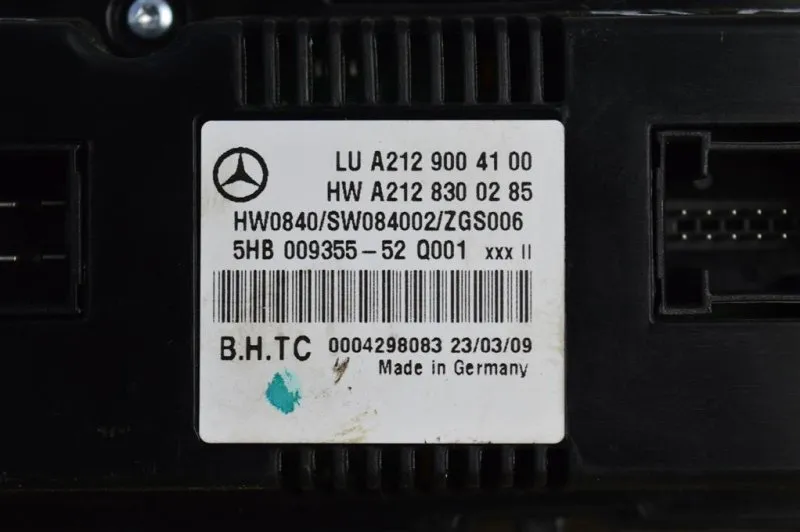 LU A212 900 41 00
HW A212 830 02 85
HW0840/SW084002/ZGS006
5HB 009355-52 Q001 xxx II
B.H.TC 0004298083 23/03/09
Made in Germany